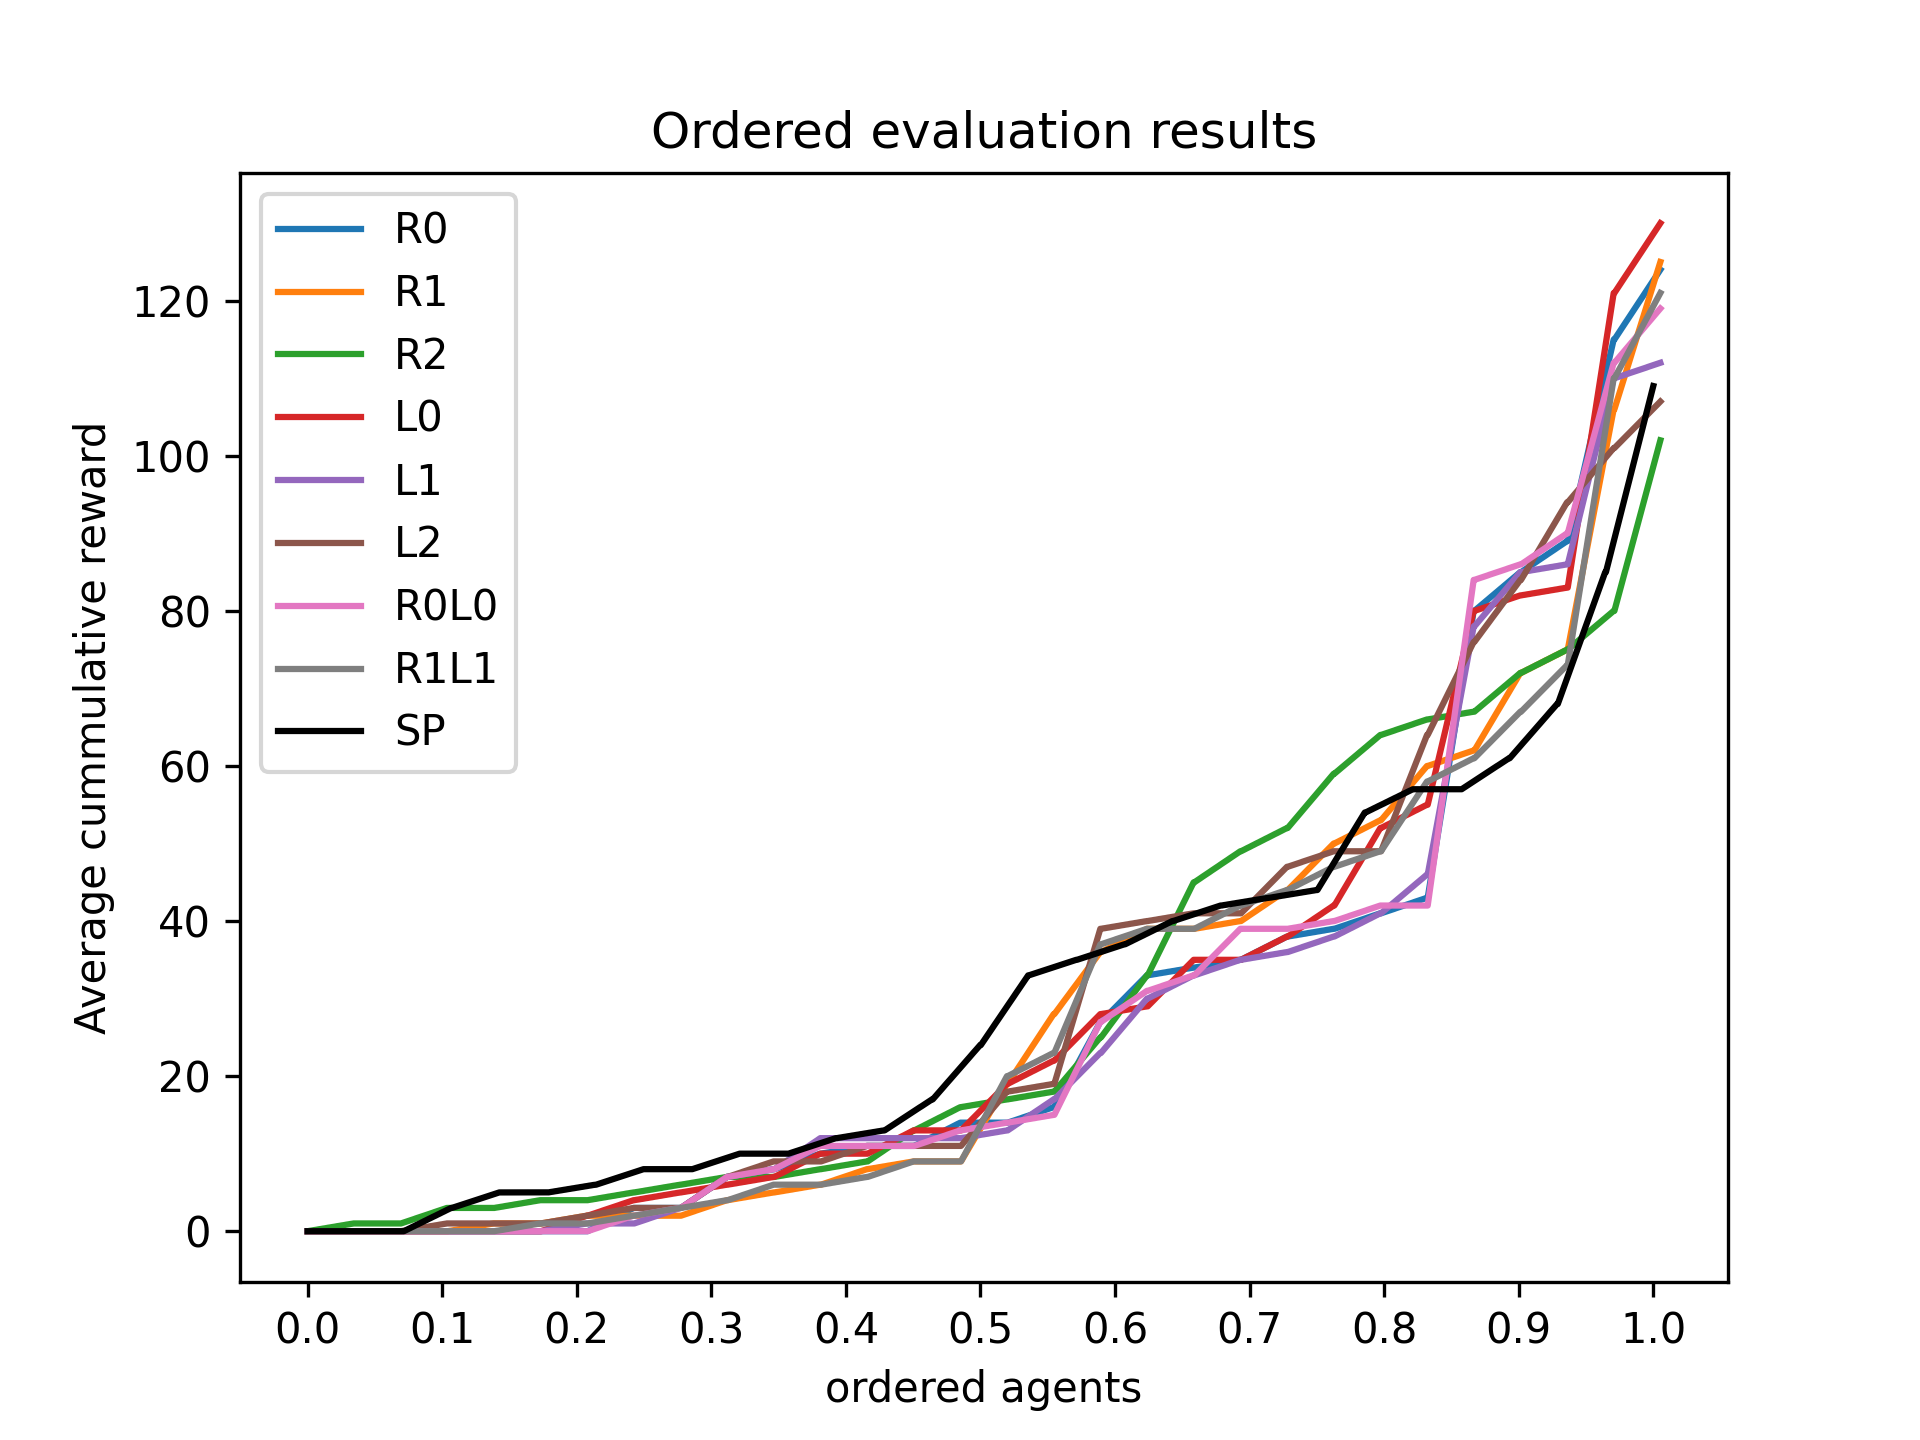 Ordered evaluation results
R0
R1
R2
L0
L1
L2
R0L0
R1L1
SP
Average cummulative reward
120
100
80
60
40
20
0
0.0 0.1 0.2 0.3 0.4 0.5 0.6 0.7 0.8 0.9 1.0
ordered agents